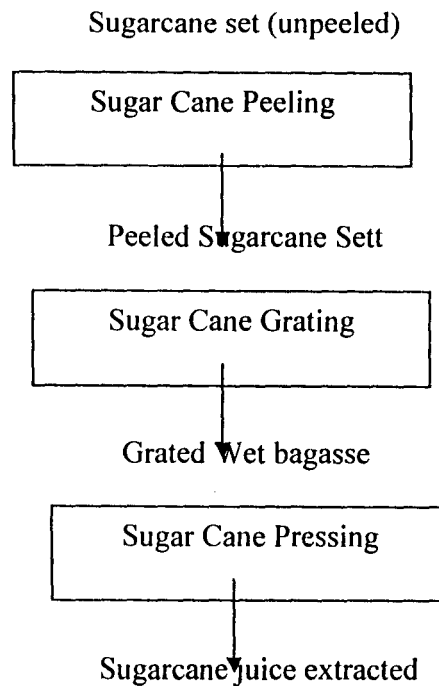 Sugarcane set (unpeeled)
Sugar Cane Peeling
Peeled Sugarcane Sett
Sugar Cane Grating
Grated Wet bagasse
Sugar Cane Pressing
Sugarcane juice extracted